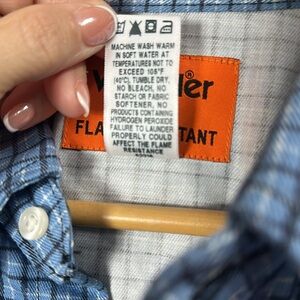 MACHINE WASH WARM
IN SOFT WATER AT
TEMPERATURES NOT TO
EXCEED 105°F
(40°C), TUMBLE DRY,
NO BLEACH, NO
STARCH OR FABRIC
SOFTENER, NO
PRODUCTS CONTAINING
HYDROGEN PEROXIDE
FAILURE TO LAUNDER
PROPERLY COULD
AFFECT THE FLAME
RESISTANCE
W
ler®
FLA
TANT